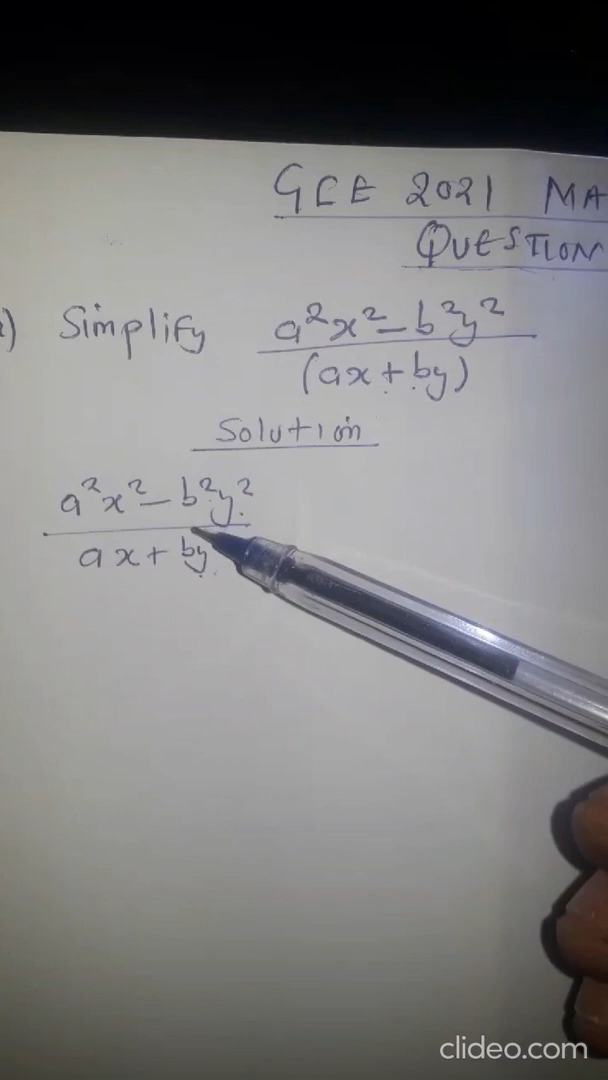 GCE 2021 MA
QUESTION
) Simplify a²x² - b²y² / (ax + by)
Solution
a²x² - b²y²
ax + by
clideo.com